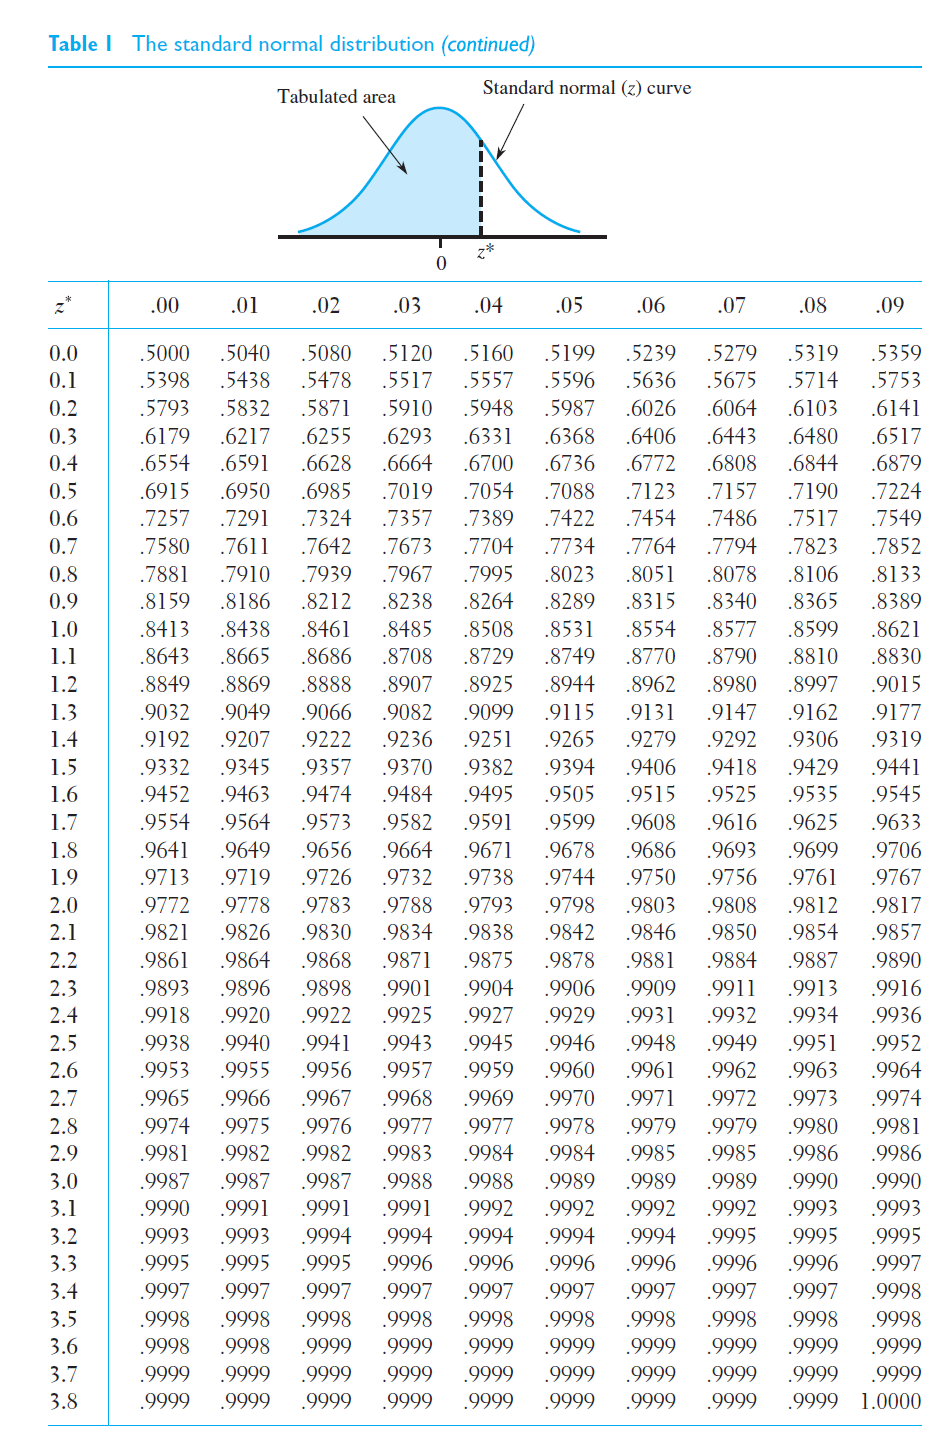 Table I The standard normal distribution (continued)
Standard normal (z) curve
Tabulated area
z*
0
z* .00 .01 .02 .03 .04 .05 .06 .07 .08 .09
0.0 .5000 .5040 .5080 .5120 .5160 .5199 .5239 .5279 .5319 .5359
0.1 .5398 .5438 .5478 .5517 .5557 .5596 .5636 .5675 .5714 .5753
0.2 .5793 .5832 .5871 .5910 .5948 .5987 .6026 .6064 .6103 .6141
0.3 .6179 .6217 .6255 .6293 .6331 .6368 .6406 .6443 .6480 .6517
0.4 .6554 .6591 .6628 .6664 .6700 .6736 .6772 .6808 .6844 .6879
0.5 .6915 .6950 .6985 .7019 .7054 .7088 .7123 .7157 .7190 .7224
0.6 .7257 .7291 .7324 .7357 .7389 .7422 .7454 .7486 .7517 .7549
0.7 .7580 .7611 .7642 .7673 .7704 .7734 .7764 .7794 .7823 .7852
0.8 .7881 .7910 .7939 .7967 .7995 .8023 .8051 .8078 .8106 .8133
0.9 .8159 .8186 .8212 .8238 .8264 .8289 .8315 .8340 .8365 .8389
1.0 .8413 .8438 .8461 .8485 .8508 .8531 .8554 .8577 .8599 .8621
1.1 .8643 .8665 .8686 .8708 .8729 .8749 .8770 .8790 .8810 .8830
1.2 .8849 .8869 .8888 .8907 .8925 .8944 .8962 .8980 .8997 .9015
1.3 .9032 .9049 .9066 .9082 .9099 .9115 .9131 .9147 .9162 .9177
1.4 .9192 .9207 .9222 .9236 .9251 .9265 .9279 .9292 .9306 .9319
1.5 .9332 .9345 .9357 .9370 .9382 .9394 .9406 .9418 .9429 .9441
1.6 .9452 .9463 .9474 .9484 .9495 .9505 .9515 .9525 .9535 .9545
1.7 .9554 .9564 .9573 .9582 .9591 .9599 .9608 .9616 .9625 .9633
1.8 .9641 .9649 .9656 .9664 .9671 .9678 .9686 .9693 .9699 .9706
1.9 .9713 .9719 .9726 .9732 .9738 .9744 .9750 .9756 .9761 .9767
2.0 .9772 .9778 .9783 .9788 .9793 .9798 .9803 .9808 .9812 .9817
2.1 .9821 .9826 .9830 .9834 .9838 .9842 .9846 .9850 .9854 .9857
2.2 .9861 .9864 .9868 .9871 .9875 .9878 .9881 .9884 .9887 .9890
2.3 .9893 .9896 .9898 .9901 .9904 .9906 .9909 .9911 .9913 .9916
2.4 .9918 .9920 .9922 .9925 .9927 .9929 .9931 .9932 .9934 .9936
2.5 .9938 .9940 .9941 .9943 .9945 .9946 .9948 .9949 .9951 .9952
2.6 .9953 .9955 .9956 .9957 .9959 .9960 .9961 .9962 .9963 .9964
2.7 .9965 .9966 .9967 .9968 .9969 .9970 .9971 .9972 .9973 .9974
2.8 .9974 .9975 .9976 .9977 .9977 .9978 .9979 .9979 .9980 .9981
2.9 .9981 .9982 .9982 .9983 .9984 .9984 .9985 .9985 .9986 .9986
3.0 .9987 .9987 .9987 .9988 .9988 .9989 .9989 .9989 .9990 .9990
3.1 .9990 .9991 .9991 .9991 .9992 .9992 .9992 .9992 .9993 .9993
3.2 .9993 .9993 .9994 .9994 .9994 .9994 .9994 .9995 .9995 .9995
3.3 .9995 .9995 .9995 .9996 .9996 .9996 .9996 .9996 .9996 .9997
3.4 .9997 .9997 .9997 .9997 .9997 .9997 .9997 .9997 .9997 .9998
3.5 .9998 .9998 .9998 .9998 .9998 .9998 .9998 .9998 .9998 .9998
3.6 .9998 .9998 .9999 .9999 .9999 .9999 .9999 .9999 .9999 .9999
3.7 .9999 .9999 .9999 .9999 .9999 .9999 .9999 .9999 .9999 .9999
3.8 .9999 .9999 .9999 .9999 .9999 .9999 .9999 .9999 .9999 1.0000